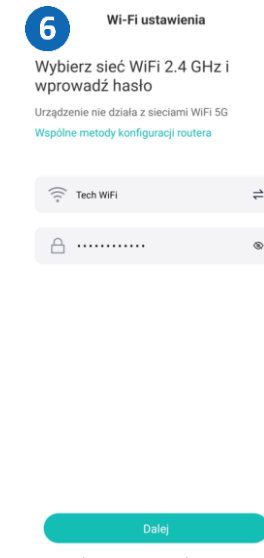 6
Wi-Fi ustawienia
Wybierz sieć WiFi 2.4 GHz i
wprowadź hasło
Urządzenie nie działa z sieciami WiFi 5G
Wspólne metody konfiguracji routera
Tech WiFi
Dalej